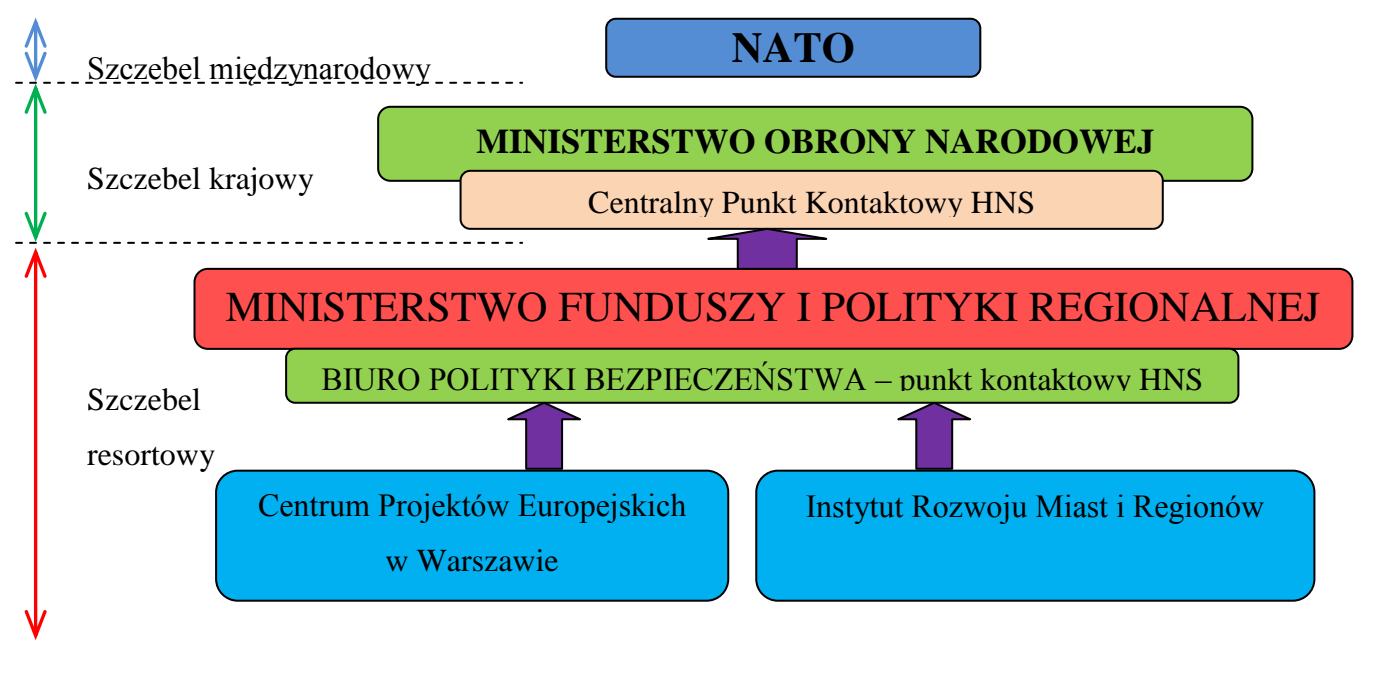 NATO
Szczebel międzynarodowy
MINISTERSTWO OBRONY NARODOWEJ
Szczebel krajowy
Centralny Punkt Kontaktowy HNS
MINISTERSTWO FUNDUSZY I POLITYKI REGIONALNEJ
BIURO POLITYKI BEZPIECZEŃSTWA – punkt kontaktowy HNS
Szczebel
resortowy
Centrum Projektów Europejskich
w Warszawie
Instytut Rozwoju Miast i Regionów